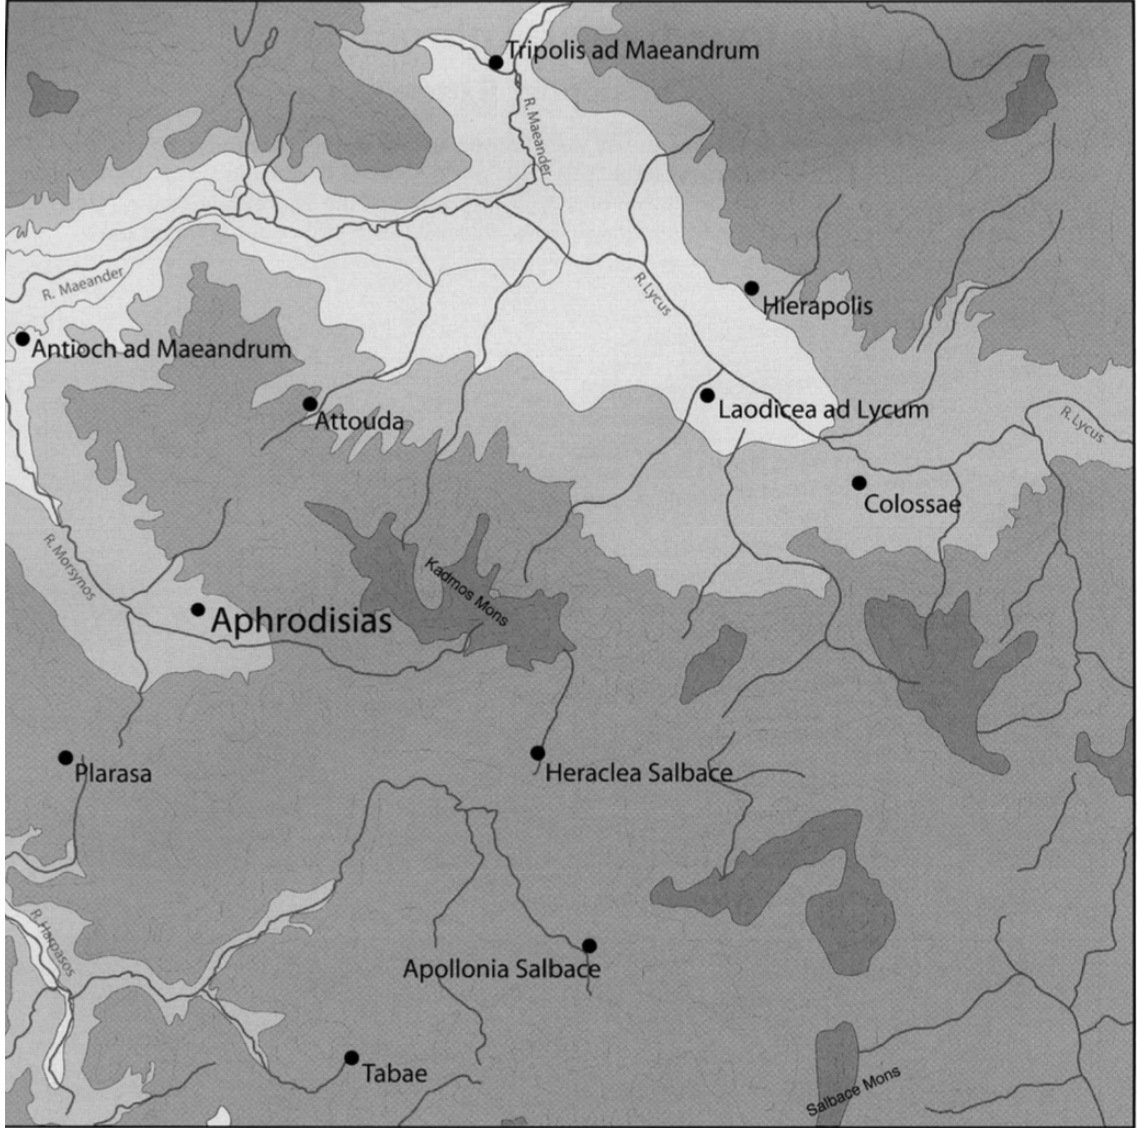 Tripolis ad Maeandrum
R. Maeander
R. Maeander
R. Lycus
Hierapolis
Antioch ad Maeandrum
Attouda
Laodicea ad Lycum
R. Lycus
Colossae
R. Morsynos
Kadmos Mons
Aphrodisias
Plarasa
Heraclea Salbace
R. Harpasos
Apollonia Salbace
Tabae
Salbace Mons